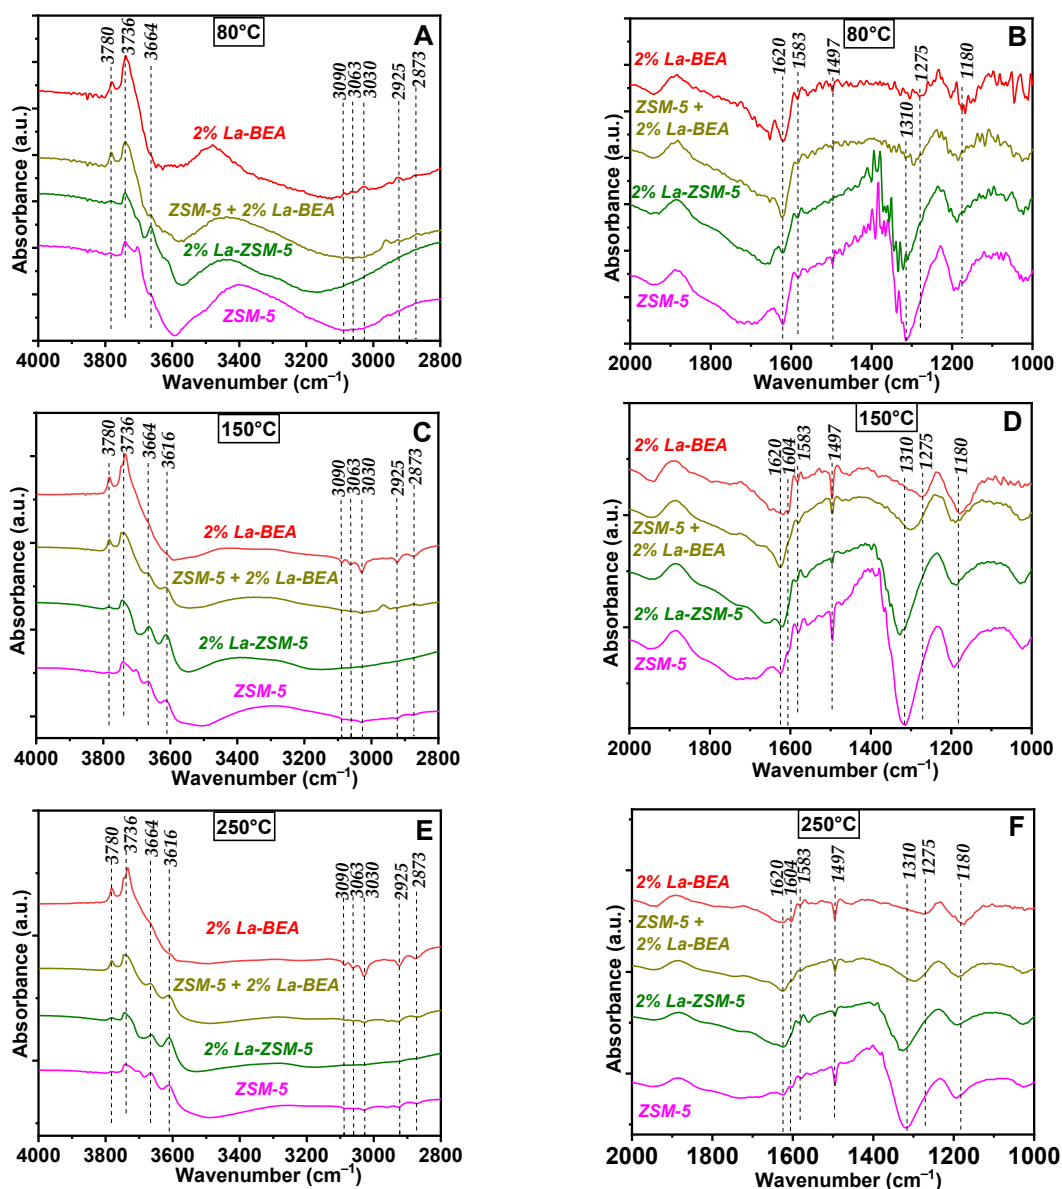 80°C
A
3780
3736
3664
3090
3063
3030
2925
2873
2% La-BEA
ZSM-5 + 2% La-BEA
2% La-ZSM-5
ZSM-5
Absorbance (a.u.)
4000 3600 3400 3200 3000 2800
Wavenumber (cm⁻¹)
80°C
B
1620
1583
1497
1310
1275
1180
2% La-BEA
ZSM-5 +
2% La-BEA
2% La-ZSM-5
ZSM-5
Absorbance (a.u.)
2000 1800 1600 1400 1200 1000
Wavenumber (cm⁻¹)
150°C
C
3780
3736
3664
3616
3090
3063
3030
2925
2873
2% La-BEA
ZSM-5 + 2% La-BEA
2% La-ZSM-5
ZSM-5
Absorbance (a.u.)
4000 3800 3600 3400 3200 3000 2800
Wavenumber (cm⁻¹)
150°C
D
1620
1604
1583
1497
1310
1275
1180
2% La-BEA
ZSM-5 +
2% La-BEA
2% La-ZSM-5
ZSM-5
Absorbance (a.u.)
2000 1800 1600 1400 1200 1000
Wavenumber (cm⁻¹)
250°C
E
3780
3736
3664
3616
3090
3063
3030
2925
2873
2% La-BEA
ZSM-5 + 2% La-BEA
2% La-ZSM-5
ZSM-5
Absorbance (a.u.)
4000 3800 3600 3400 3200 3000 2800
Wavenumber (cm⁻¹)
250°C
F
1620
1604
1583
1497
1310
1275
1180
2% La-BEA
ZSM-5 +
2% La-BEA
2% La-ZSM-5
ZSM-5
Absorbance (a.u.)
2000 1800 1600 1400 1200 1000
Wavenumber (cm⁻¹)